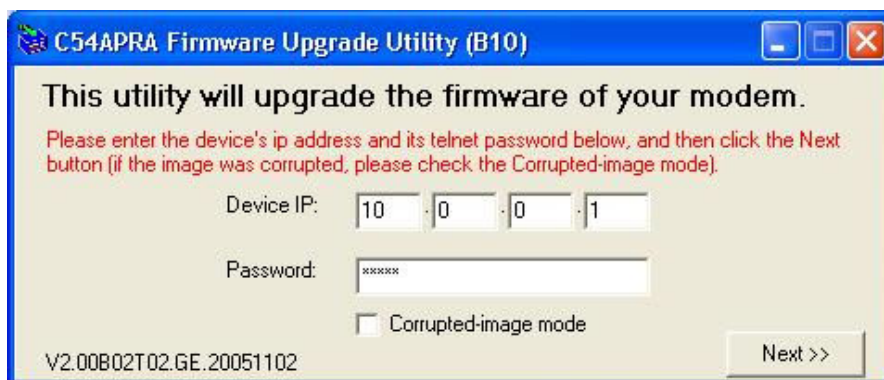 C54APRA Firmware Upgrade Utility (B10)
This utility will upgrade the firmware of your modem.
Please enter the device's ip address and its telnet password below, and then click the Next
button (if the image was corrupted, please check the Corrupted-image mode).
Device IP: 10 . 0 . 0 . 1
Password: *****
Corrupted-image mode
V2.00B02T02.GE.20051102
Next >>